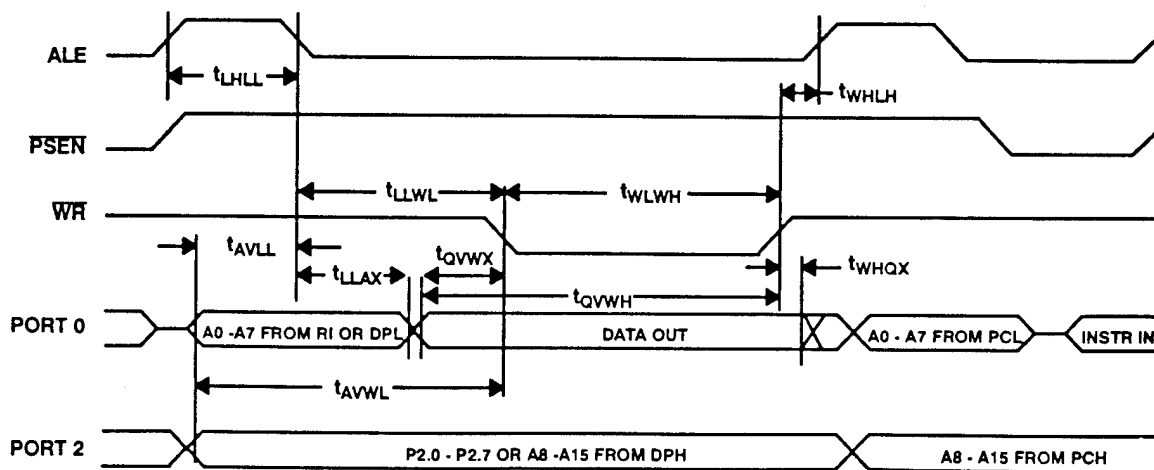 ALE
tLHLL
tWHLH
PSEN
tLLWL
tWLWH
WR
tAVLL
tQVWX
tLLAX
tWHQX
tQVWH
PORT 0
A0 -A7 FROM RI OR DPL
DATA OUT
A0 - A7 FROM PCL
INSTR IN
tAVWL
PORT 2
P2.0 - P2.7 OR A8 -A15 FROM DPH
A8 - A15 FROM PCH